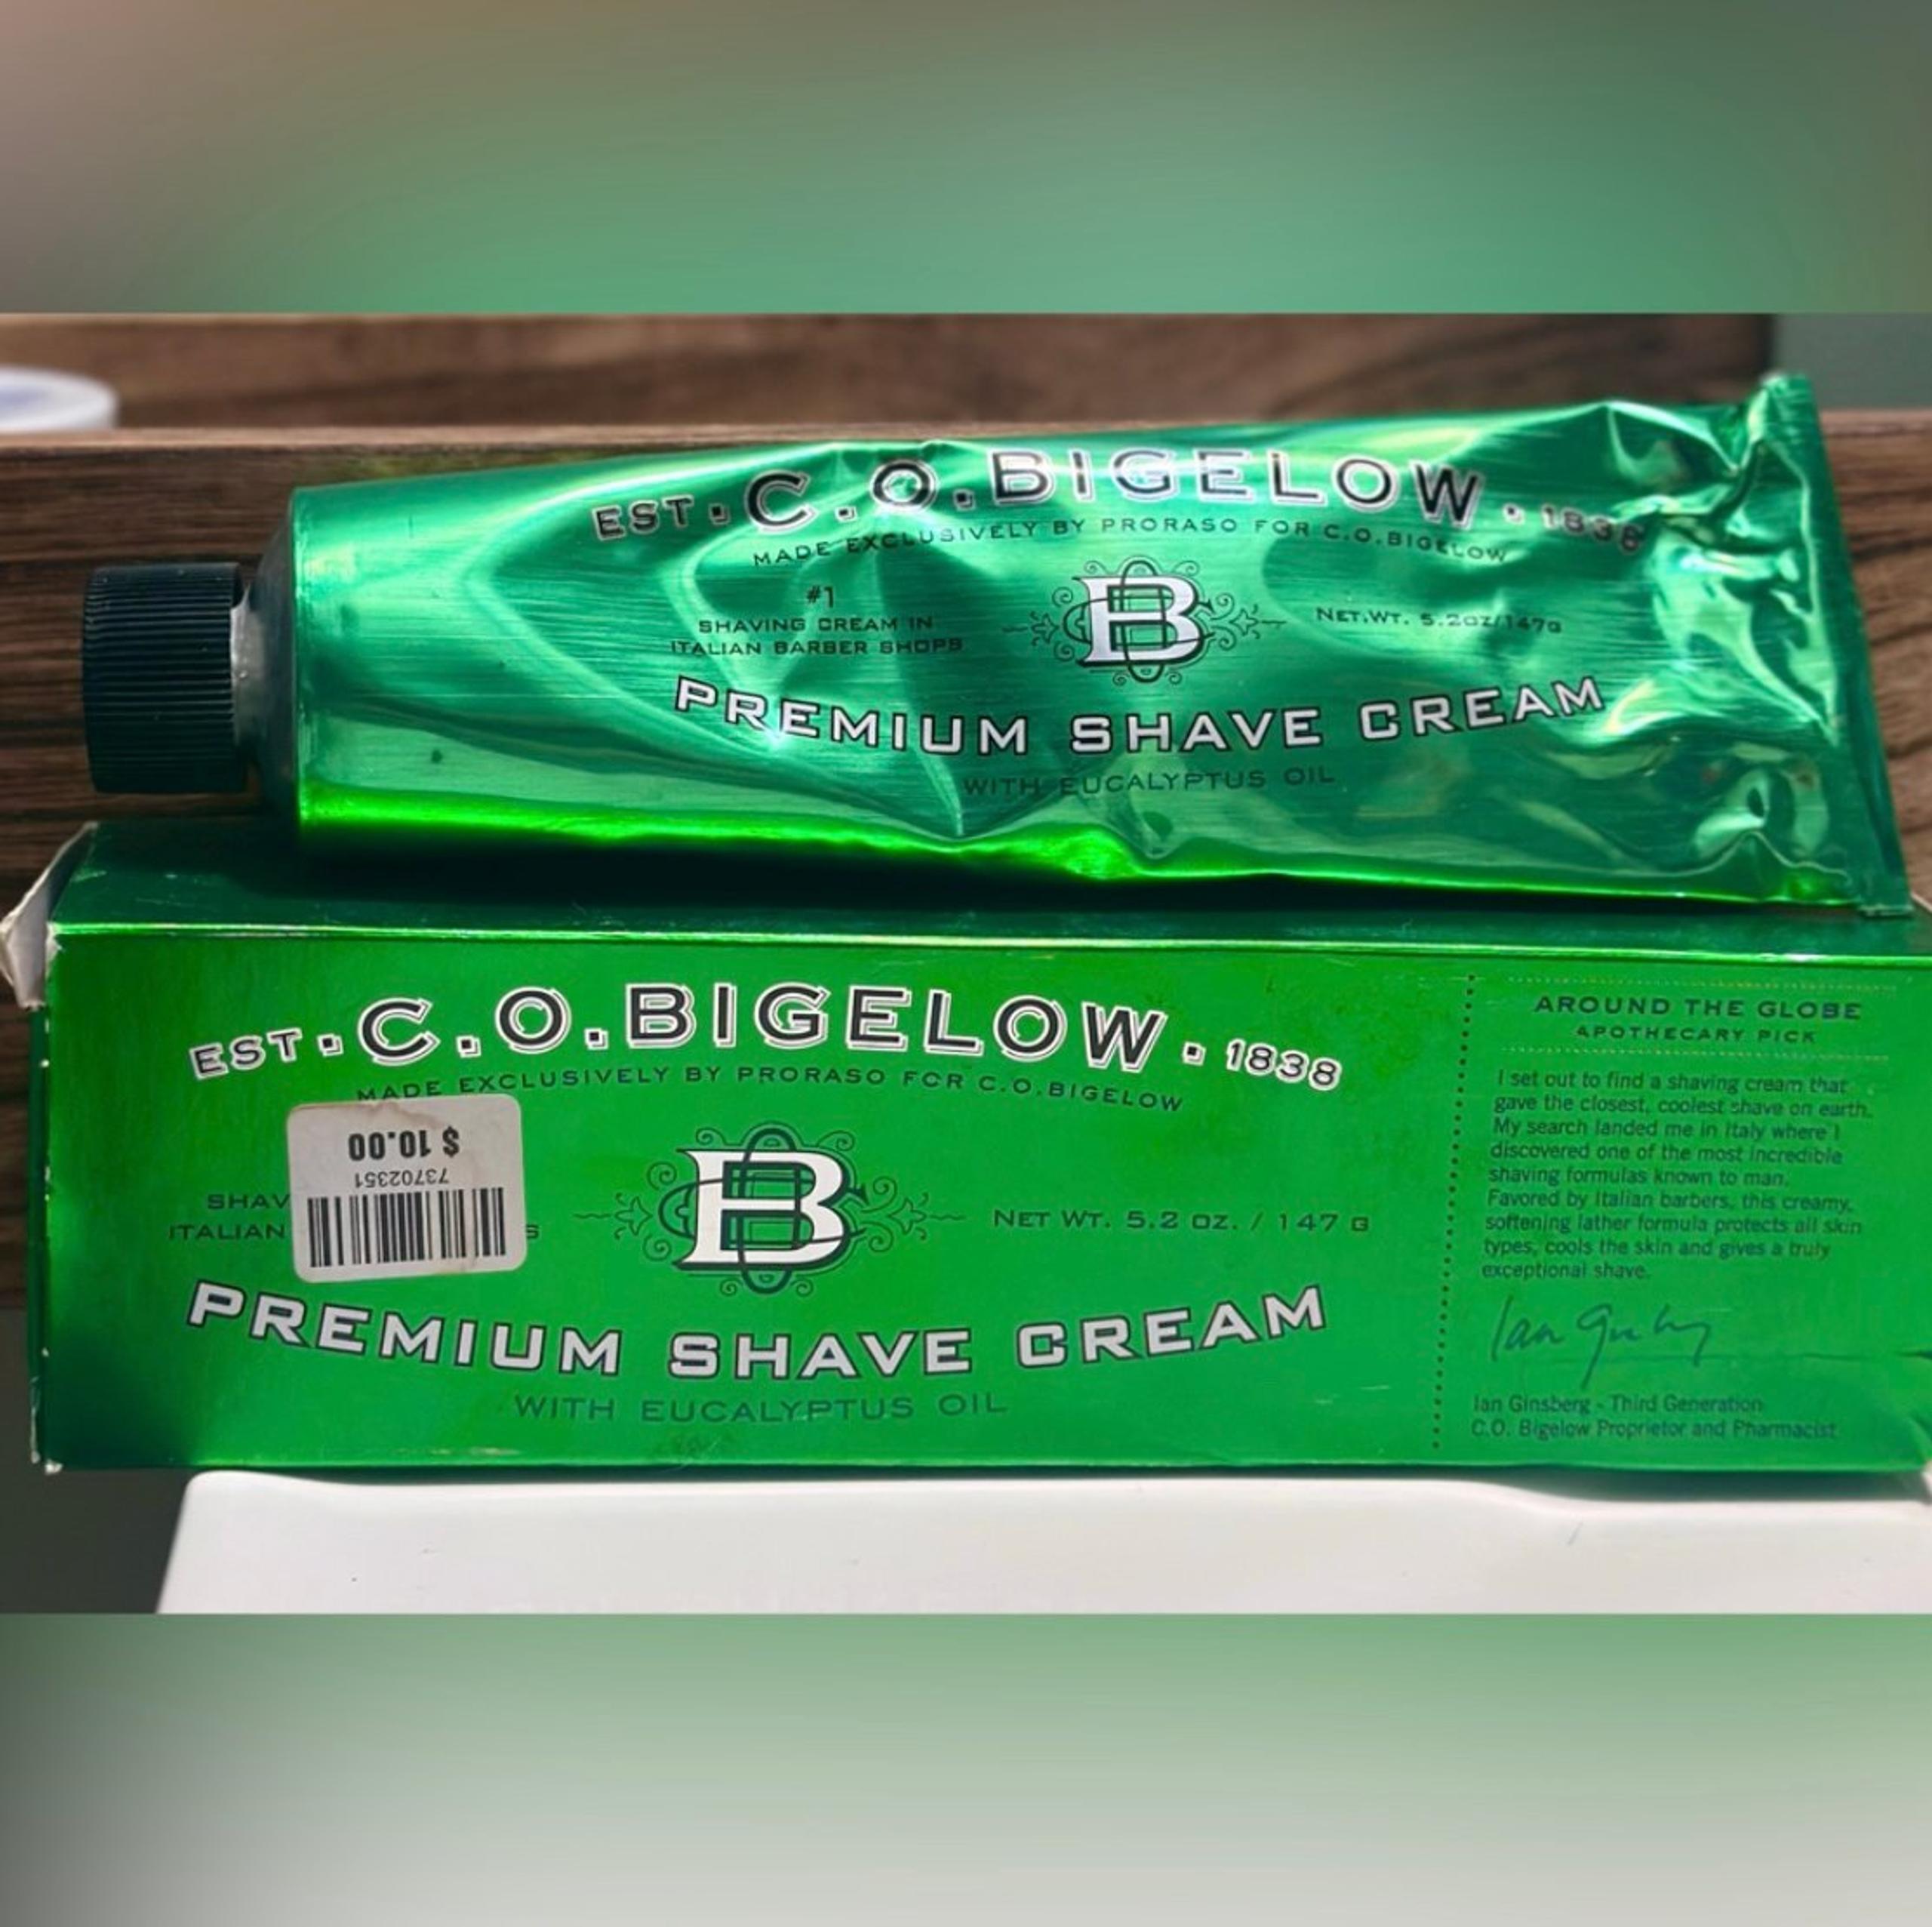 EST. C.O.BIGELOW . 1838
MADE EXCLUSIVELY BY PRORASO FOR C.O.BIGELOW
#1
SHAVING CREAM IN
ITALIAN BARBER SHOPS
B
NET.WT. 5.2oz/147g
PREMIUM SHAVE CREAM
WITH EUCALYPTUS OIL
EST. C.O.BIGELOW . 1838
MADE EXCLUSIVELY BY PRORASO FOR C.O.BIGELOW
$ 10.00
73702351
SHAV
ITALIAN S
B
NET WT. 5.2 OZ. / 147 G
PREMIUM SHAVE CREAM
WITH EUCALYPTUS OIL
AROUND THE GLOBE
APOTHECARY PICK
I set out to find a shaving cream that
gave the closest, coolest shave on earth.
My search landed me in Italy where I
discovered one of the most incredible
shaving formulas known to man.
Favored by Italian barbers, this creamy,
softening lather formula protects all skin
types, cools the skin and gives a truly
exceptional shave.
Ian Ginsberg - Third Generation
C.O. Bigelow Proprietor and Pharmacist